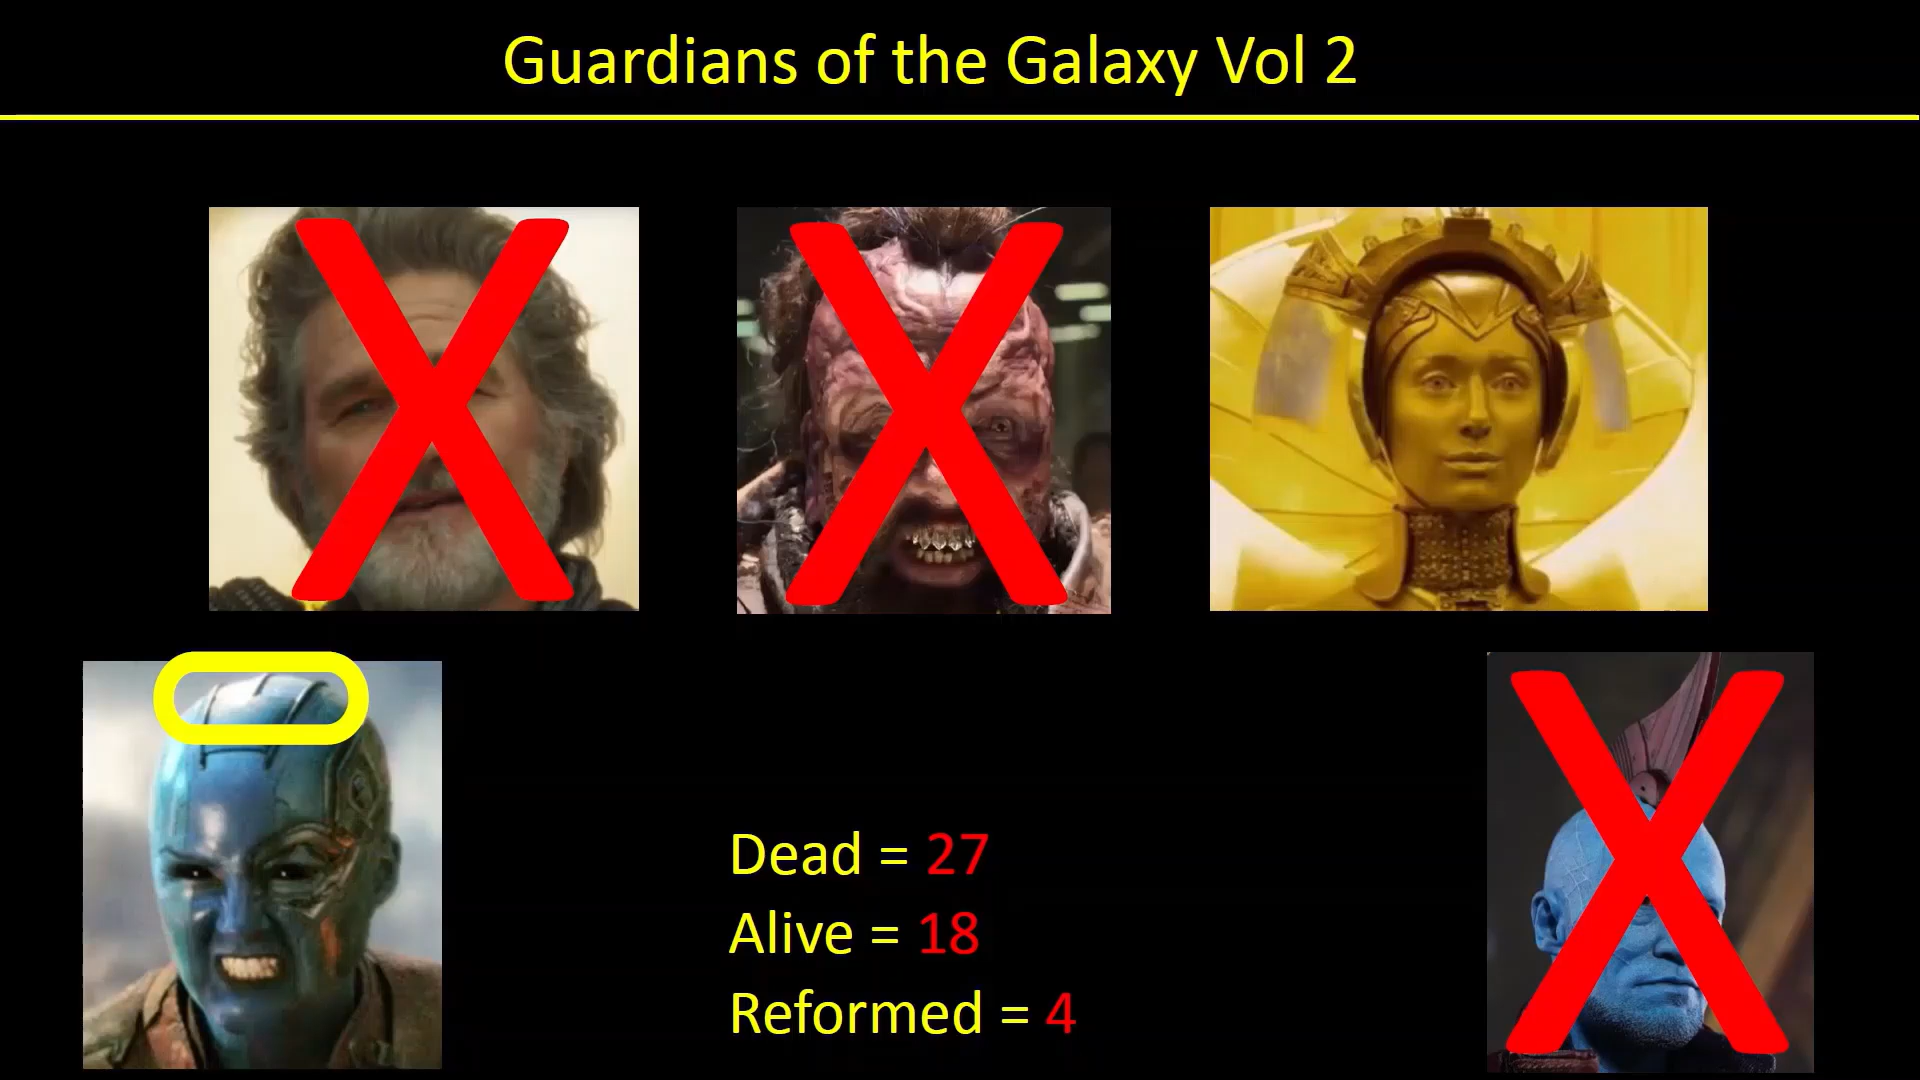 Guardians of the Galaxy Vol 2
Dead = 27
Alive = 18
Reformed = 4